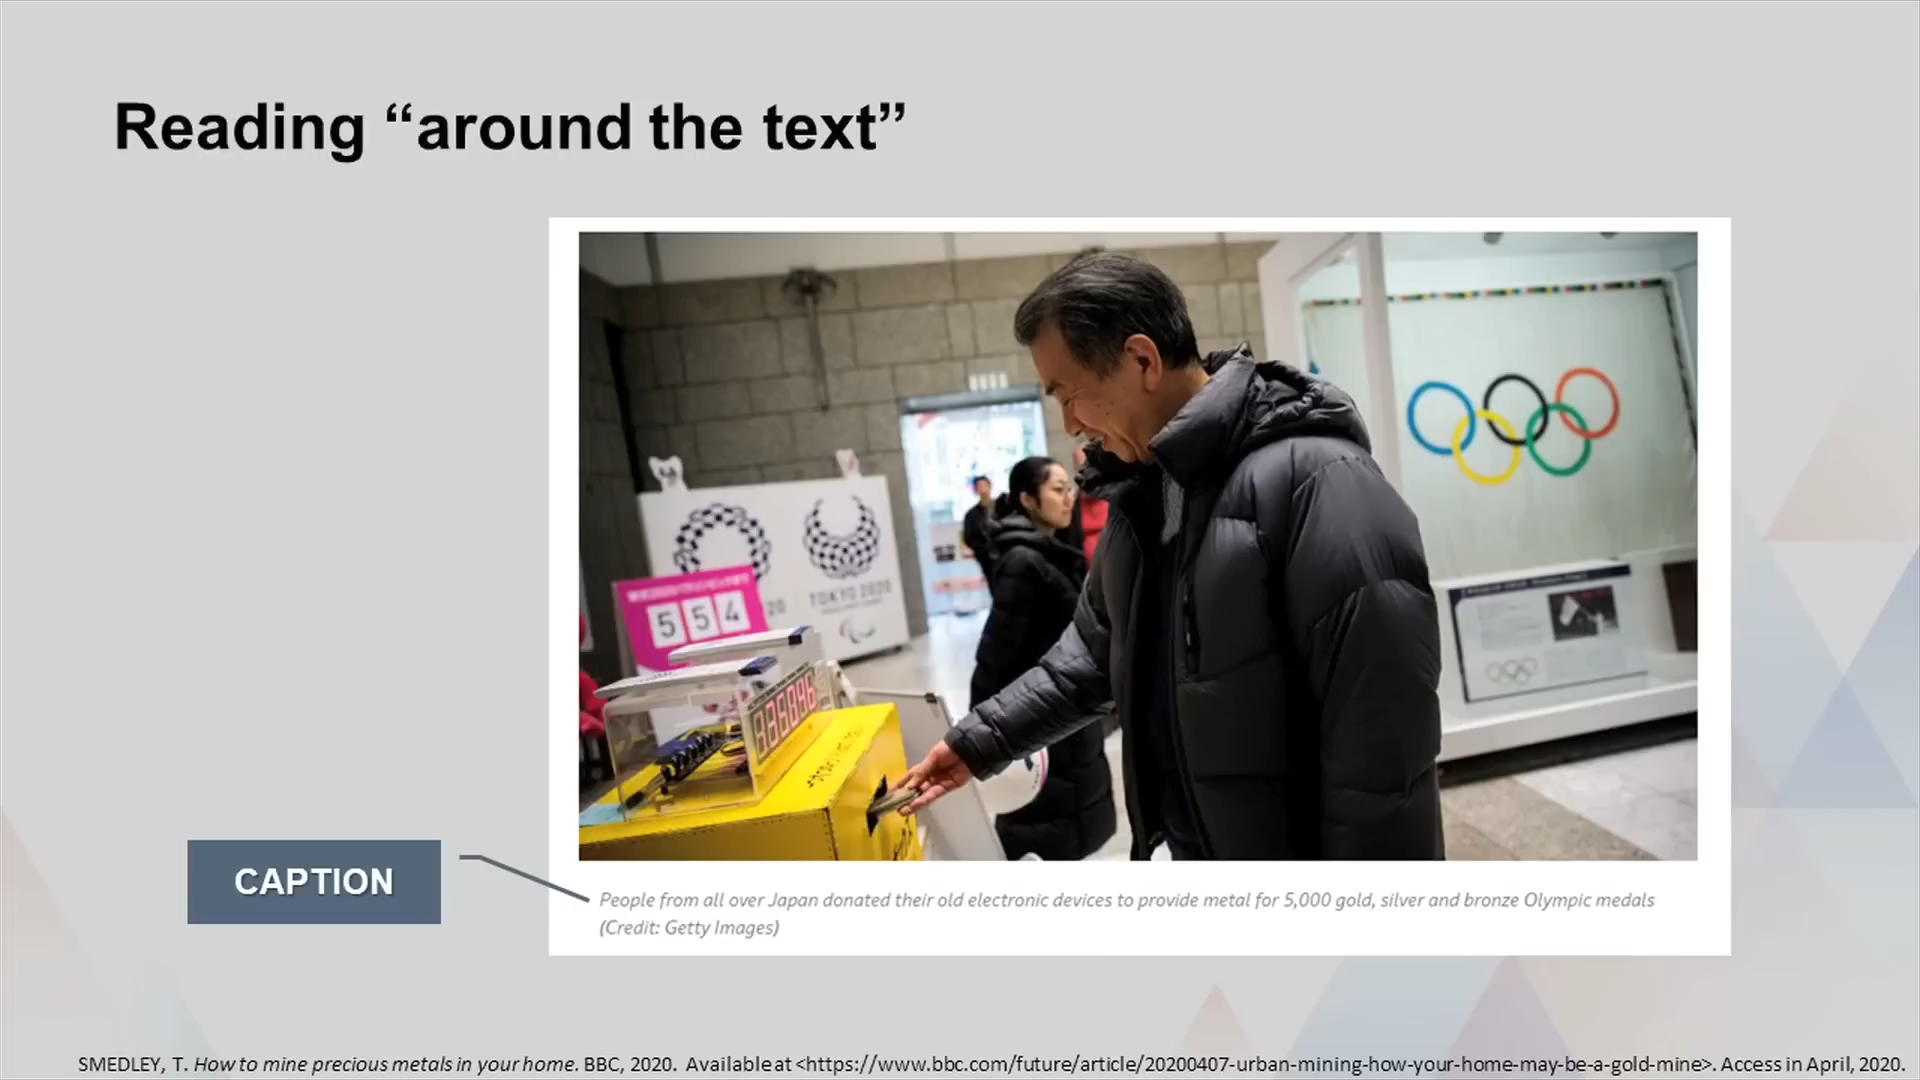 Reading “around the text”
554
20
TOKYO 2020
CAPTION
People from all over Japan donated their old electronic devices to provide metal for 5,000 gold, silver and bronze Olympic medals
(Credit: Getty Images)
SMEDLEY, T. How to mine precious metals in your home. BBC, 2020. Available at <https://www.bbc.com/future/article/20200407-urban-mining-how-your-home-may-be-a-gold-mine>. Access in April, 2020.